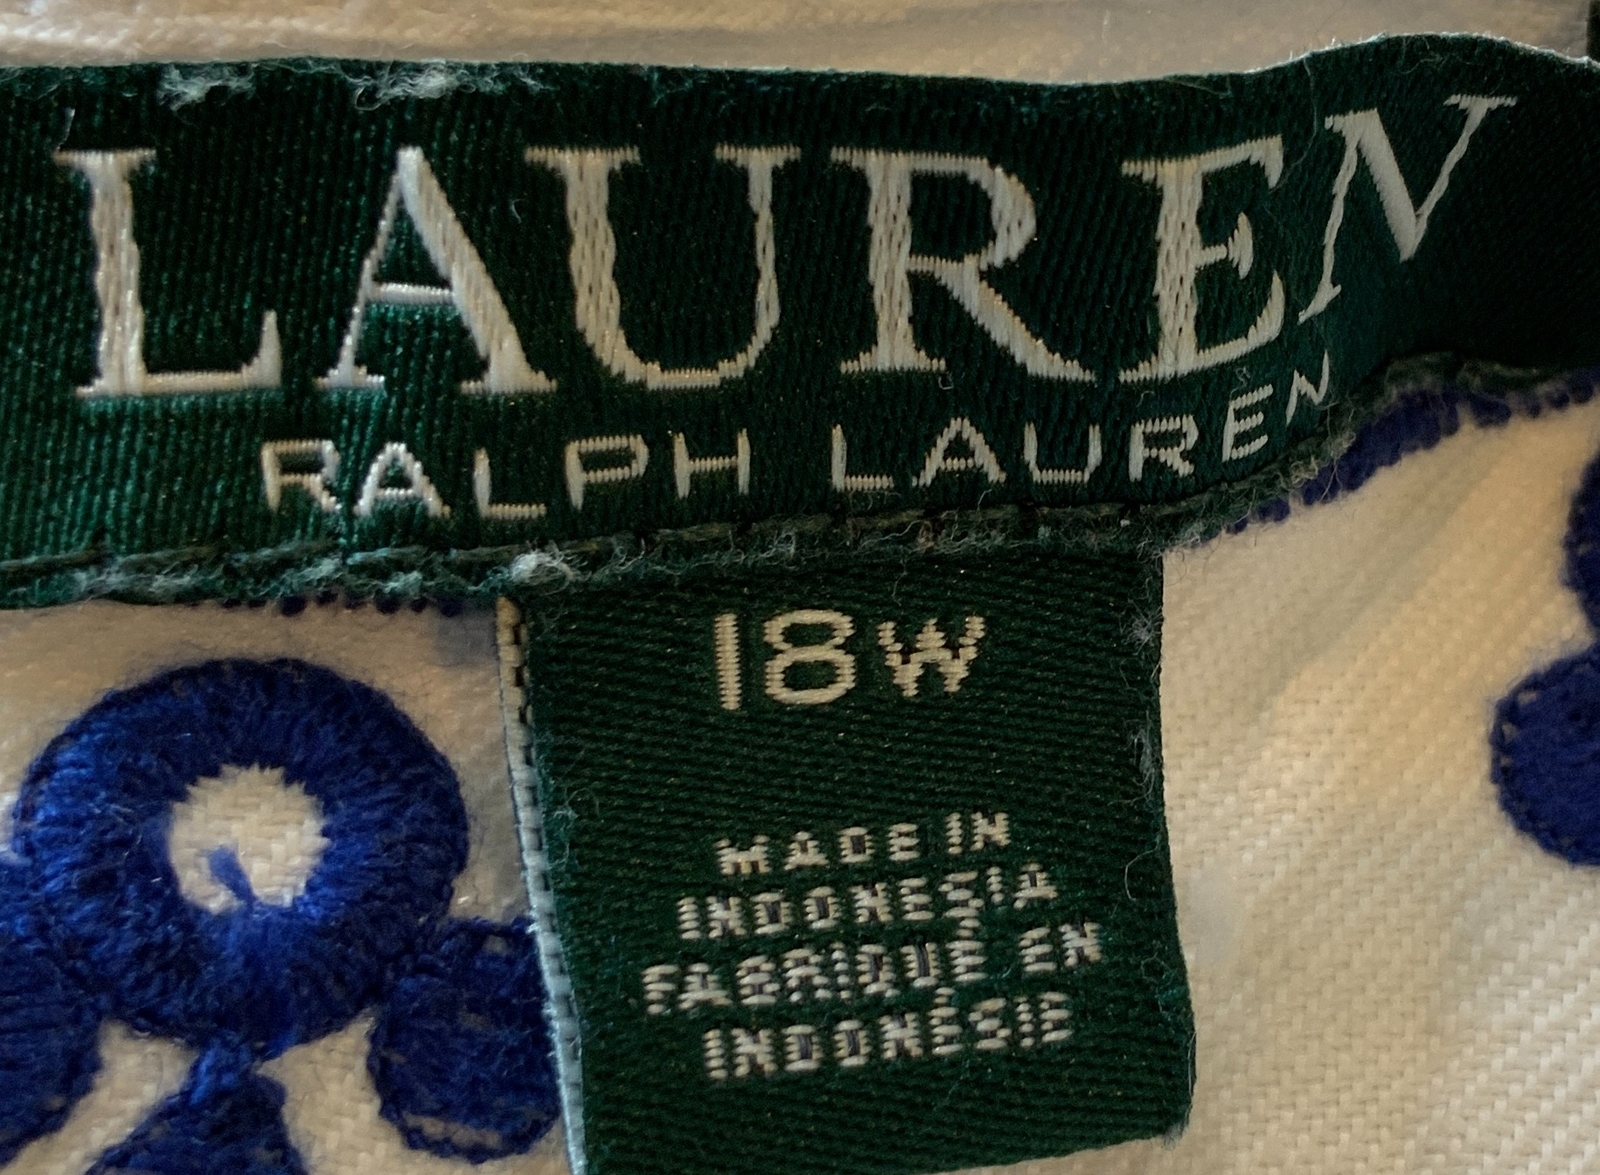 LAUREN
RALPH LAUREN
18W
MADE IN
INDONESIA
FABRIQUÉ EN
INDONÉSIE